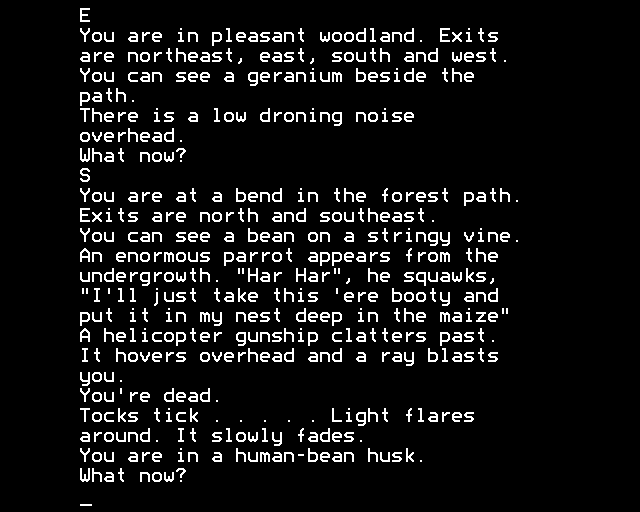 E
You are in pleasant woodland. Exits
are northeast, east, south and west.
You can see a geranium beside the
path.
There is a low droning noise
overhead.
What now?
S
You are at a bend in the forest path.
Exits are north and southeast.
You can see a bean on a stringy vine.
An enormous parrot appears from the
undergrowth. "Har Har", he squawks,
"I'll just take this 'ere booty and
put it in my nest deep in the maize"
A helicopter gunship clatters past.
It hovers overhead and a ray blasts
you.
You're dead.
Tocks tick . . . . . Light flares
around. It slowly fades.
You are in a human-bean husk.
What now?
_